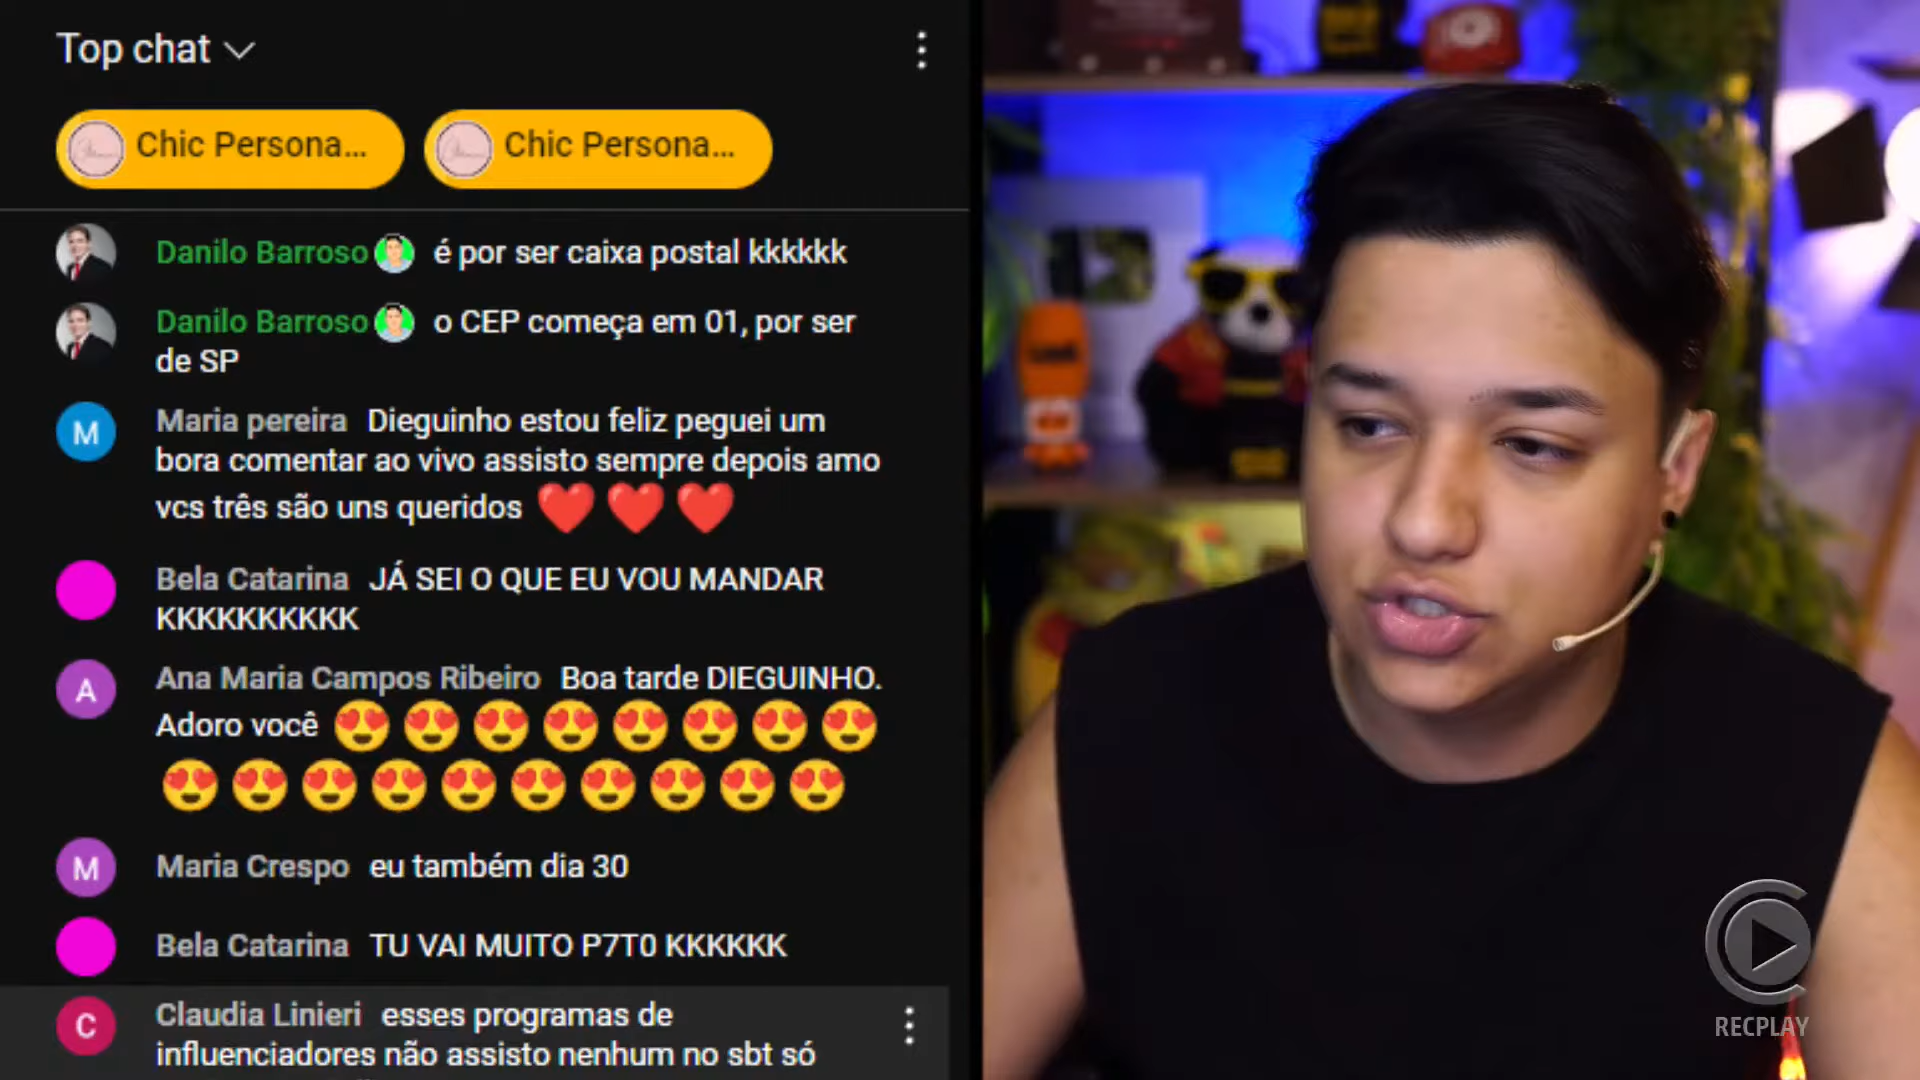 Top chat
Chic Persona...
Chic Persona...
Danilo Barroso é por ser caixa postal kkkkkk
Danilo Barroso o CEP começa em 01, por ser
de SP
M
Maria pereira Dieguinho estou feliz peguei um
bora comentar ao vivo assisto sempre depois amo
vcs três são uns queridos ❤️❤️❤️
Bela Catarina JÁ SEI O QUE EU VOU MANDAR
KKKKKKKKKK
A
Ana Maria Campos Ribeiro Boa tarde DIEGUINHO.
Adoro você 😍😍😍😍😍😍😍😍
😍😍😍😍😍😍😍😍😍😍
M
Maria Crespo eu também dia 30
Bela Catarina TU VAI MUITO P7T0 KKKKKK
C
Claudia Linieri esses programas de
influenciadores não assisto nenhum no sbt só
RECPLAY